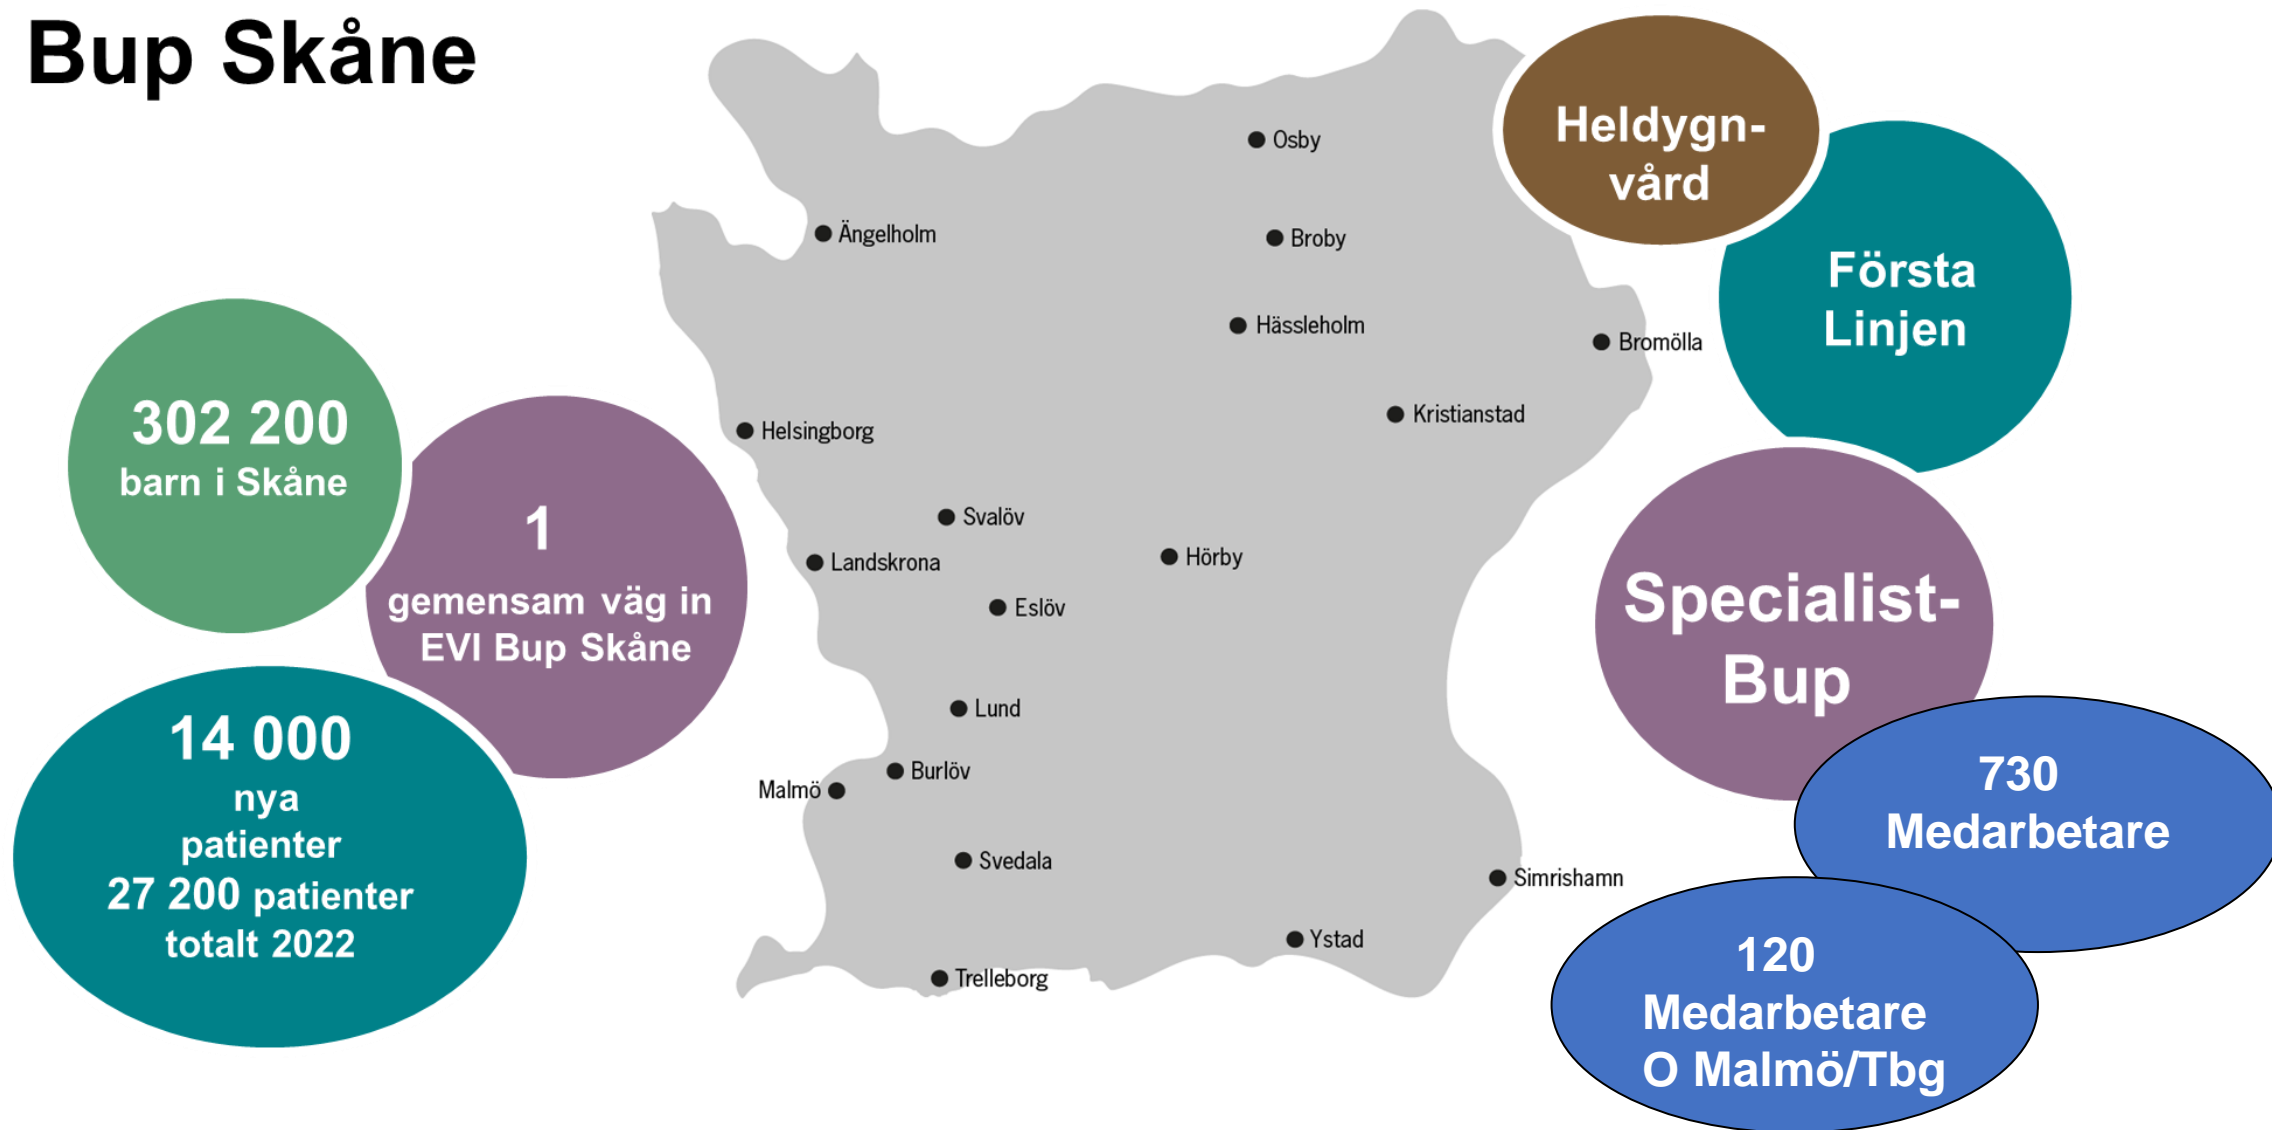 Bup Skåne
302 200
barn i Skåne
1
gemensam väg in
EVI Bup Skåne
14 000
nya
patienter
27 200 patienter
totalt 2022
Osby
Ängelholm
Broby
Hässleholm
Bromölla
Kristianstad
Helsingborg
Svalöv
Landskrona
Hörby
Eslöv
Lund
Burlöv
Malmö
Svedala
Simrishamn
Ystad
Trelleborg
Heldygn-
vård
Första
Linjen
Specialist-
Bup
730
Medarbetare
120
Medarbetare
O Malmö/Tbg